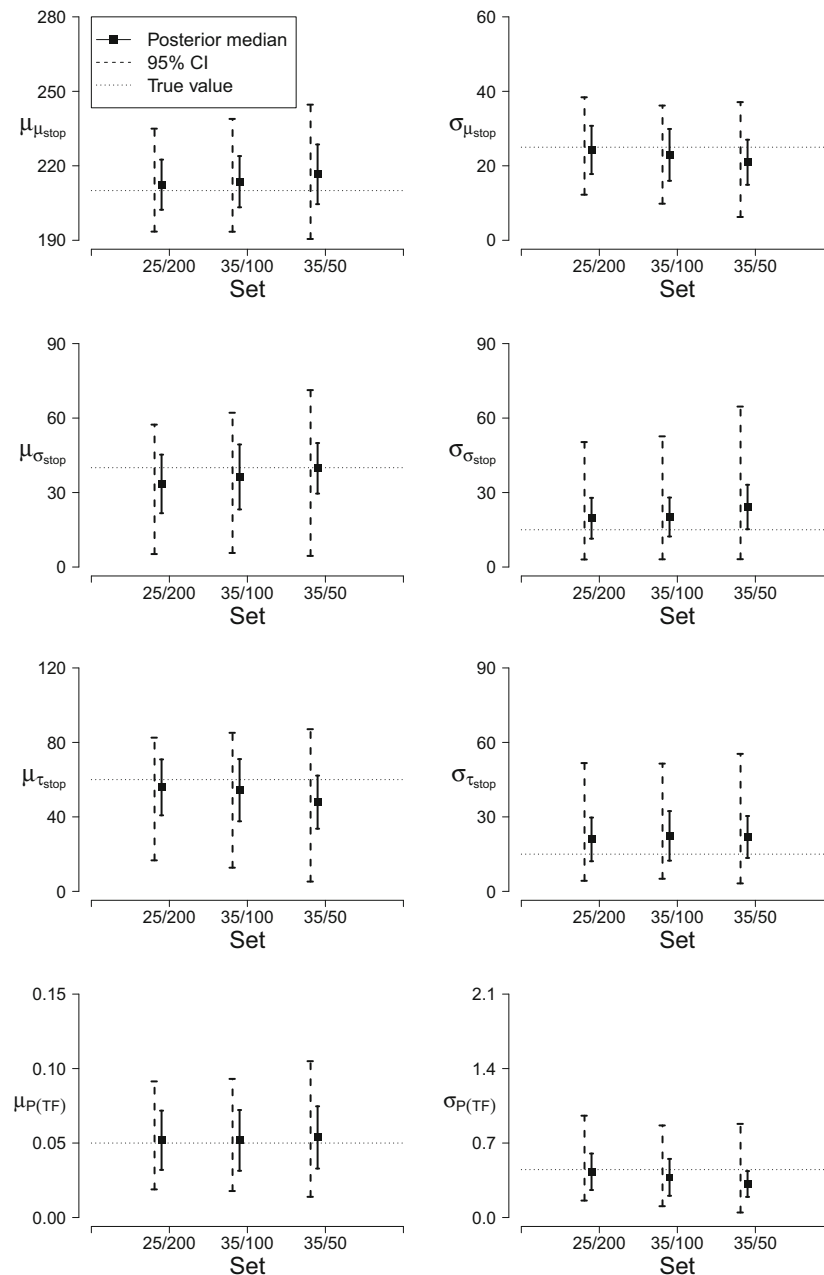 280
250
220
190
μμstop
Posterior median
95% CI
True value
25/200 35/100 35/50
Set
60
40
20
0
σμstop
25/200 35/100 35/50
Set
90
60
30
0
μσstop
25/200 35/100 35/50
Set
90
60
30
0
σσstop
25/200 35/100 35/50
Set
120
80
40
0
μτstop
25/200 35/100 35/50
Set
90
60
30
0
στstop
25/200 35/100 35/50
Set
0.15
0.10
0.05
0.00
μP(TF)
25/200 35/100 35/50
Set
2.1
1.4
0.7
0.0
σP(TF)
25/200 35/100 35/50
Set